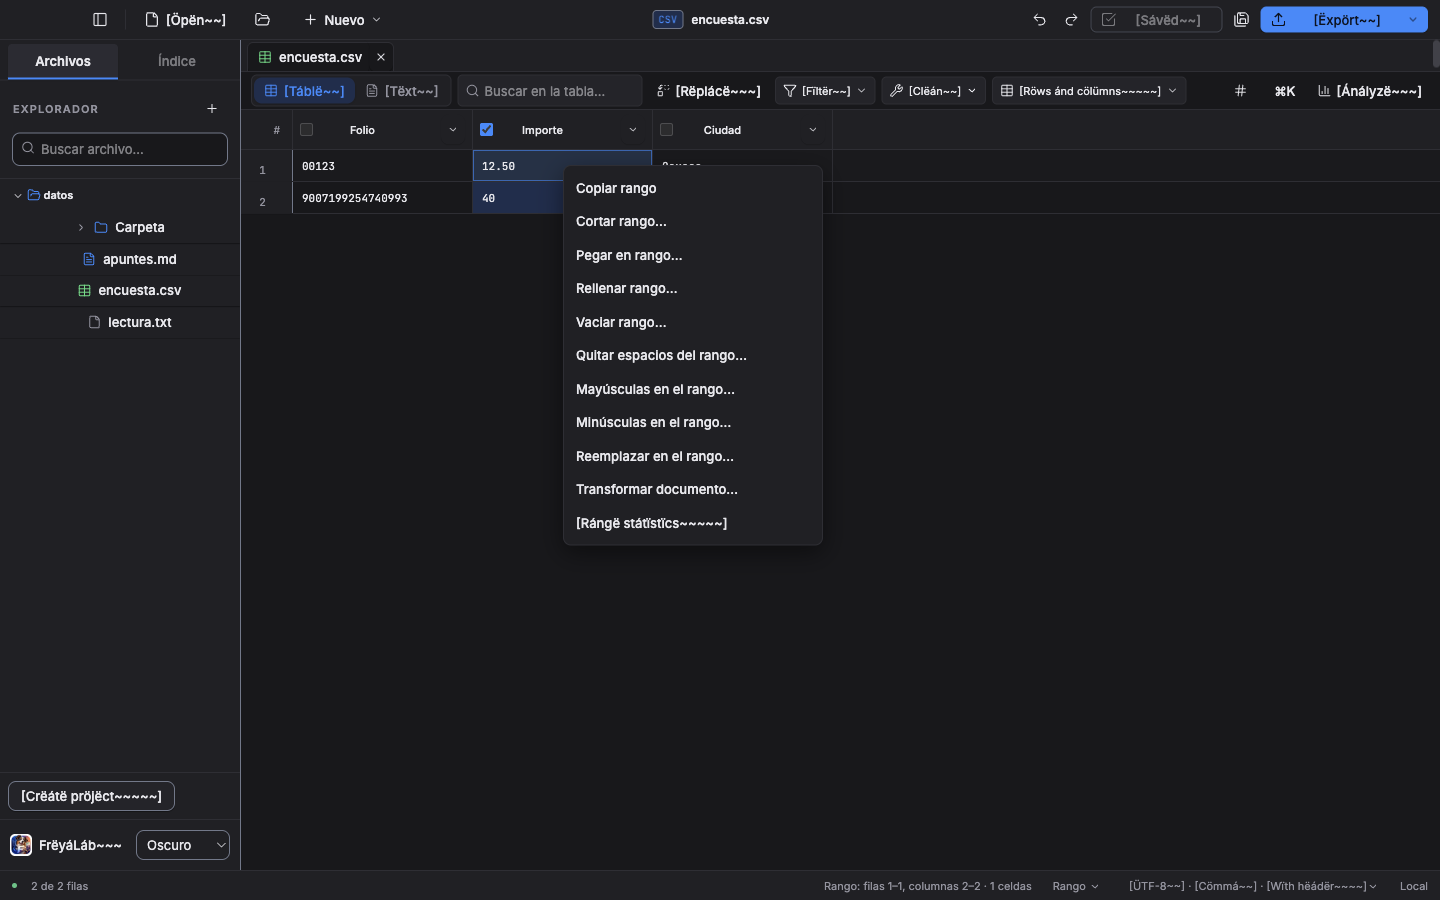 [Öpën~~]
Nuevo
CSV encuesta.csv
[Sávëd~~]
[Ëxpört~~]
Archivos
Índice
encuesta.csv
EXPLORADOR
Buscar archivo...
datos
Carpeta
apuntes.md
encuesta.csv
lectura.txt
[Táblë~~]
[Tëxt~~]
Buscar en la tabla...
[Rëplácë~~~]
[Fïltër~~]
[Clëán~~]
[Röws ánd cölümns~~~~~]
#
⌘K
[Ánályzë~~~]
# Folio Importe Ciudad
1 00123 12.50
2 9007199254740993 40
Copiar rango
Cortar rango...
Pegar en rango...
Rellenar rango...
Vaciar rango...
Quitar espacios del rango...
Mayúsculas en el rango...
Minúsculas en el rango...
Reemplazar en el rango...
Transformar documento...
[Rángë státïstïcs~~~~~]
[Crëátë pröjëct~~~~~]
FrëyáLáb~~~
Oscuro
2 de 2 filas
Rango: filas 1–1, columnas 2–2 · 1 celdas
Rango
[ÜTF-8~~] · [Cömmá~~] · [Wïth hëádër~~~~]
Local